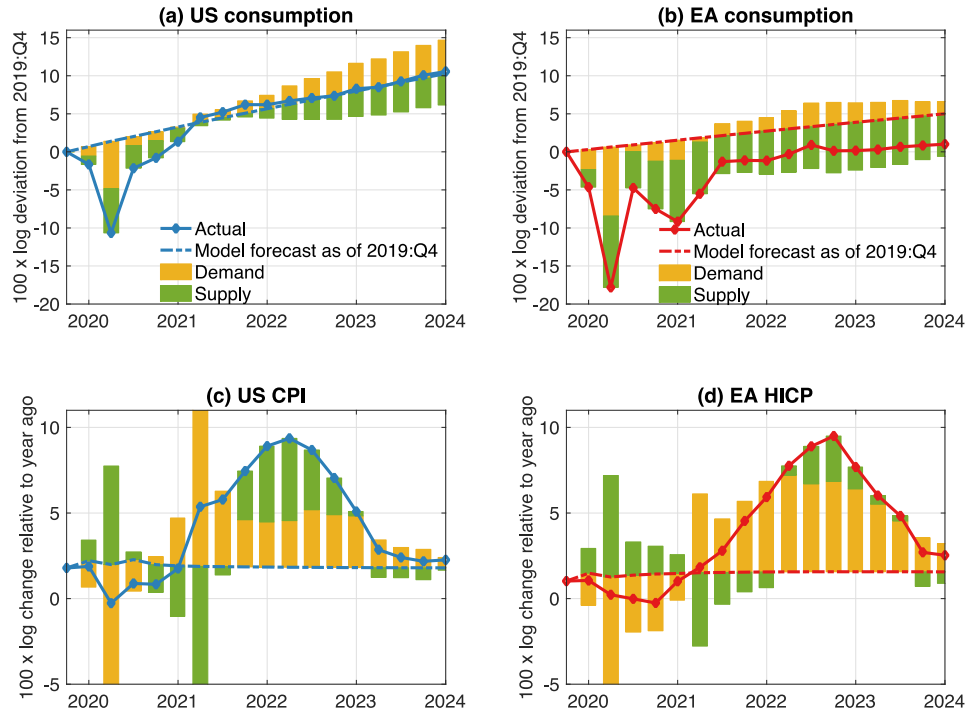 (a) US consumption
100 x log deviation from 2019:Q4
15
10
5
0
-5
-10
-15
-20
Actual
Model forecast as of 2019:Q4
Demand
Supply
2020 2021 2022 2023 2024
(b) EA consumption
100 x log deviation from 2019:Q4
15
10
5
0
-5
-10
-15
-20
Actual
Model forecast as of 2019:Q4
Demand
Supply
2020 2021 2022 2023 2024
(c) US CPI
100 x log change relative to year ago
10
5
0
-5
2020 2021 2022 2023 2024
(d) EA HICP
100 x log change relative to year ago
10
5
0
-5
2020 2021 2022 2023 2024